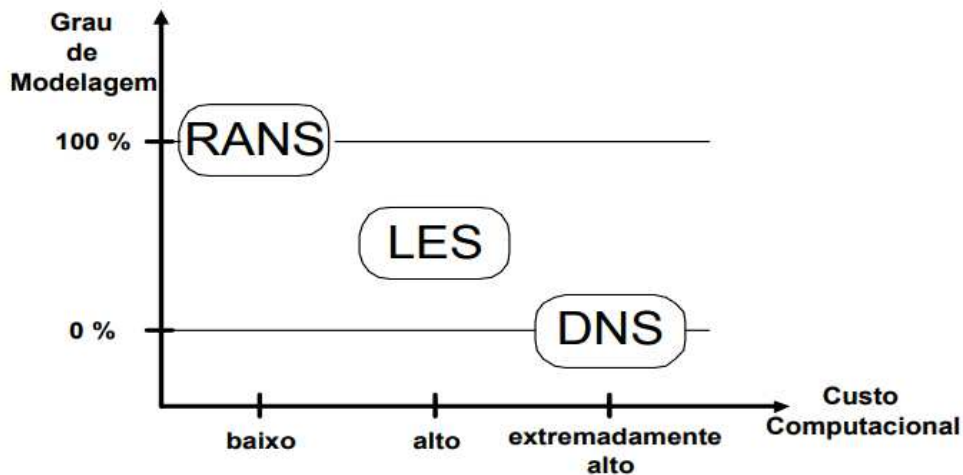 Grau
de
Modelagem
100 %
RANS
LES
0 %
DNS
baixo
alto
extremadamente
alto
Custo
Computacional